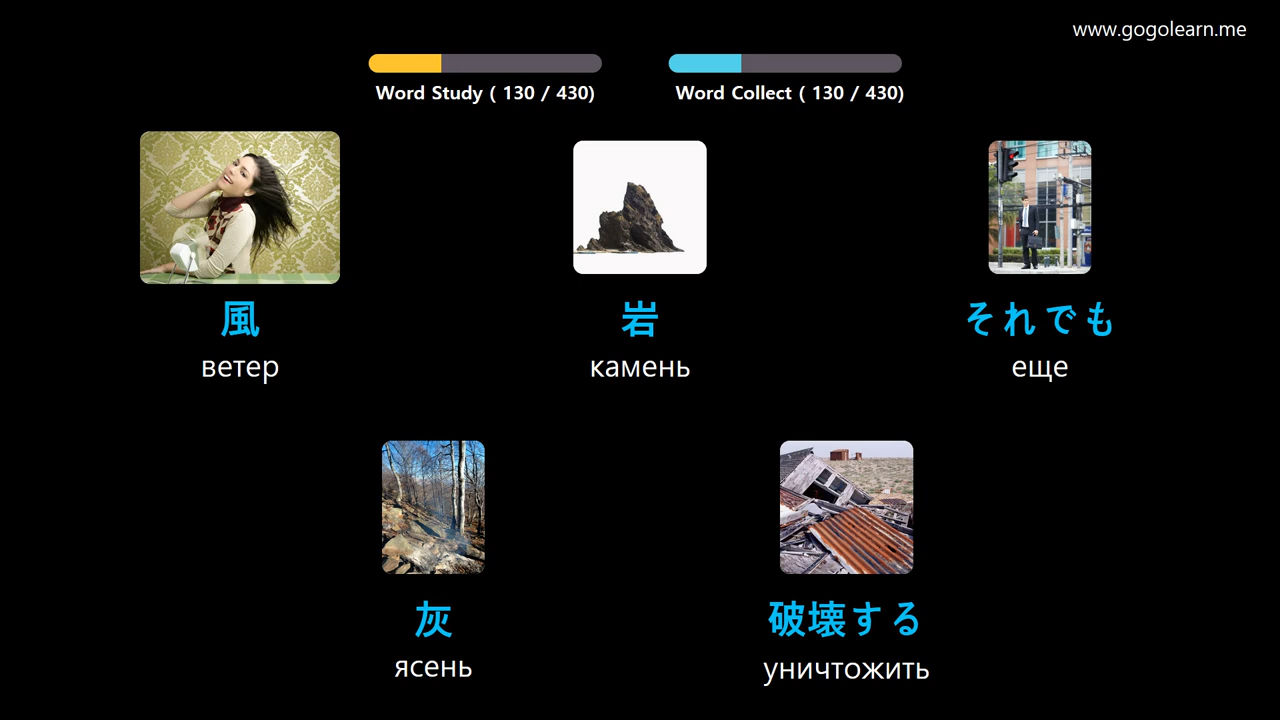 www.gogolearn.me
Word Study ( 130 / 430)
Word Collect ( 130 / 430)
風
ветер
岩
камень
それでも
еще
灰
ясень
破壊する
уничтожить